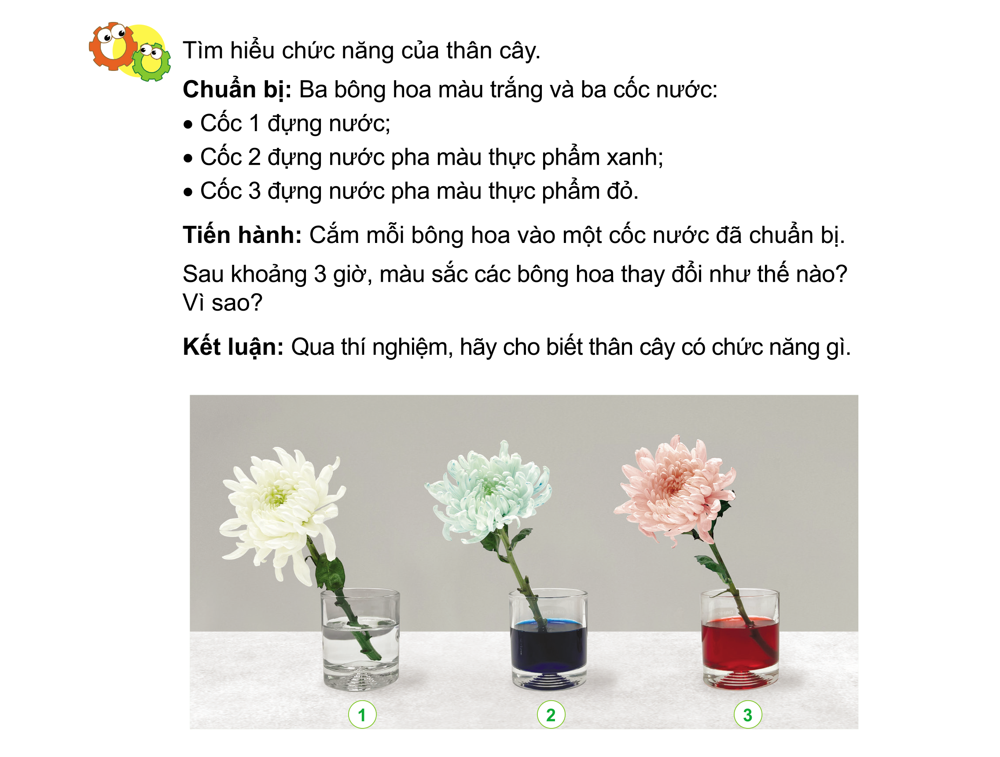 Tìm hiểu chức năng của thân cây.
Chuẩn bị: Ba bông hoa màu trắng và ba cốc nước:
• Cốc 1 đựng nước;
• Cốc 2 đựng nước pha màu thực phẩm xanh;
• Cốc 3 đựng nước pha màu thực phẩm đỏ.
Tiến hành: Cắm mỗi bông hoa vào một cốc nước đã chuẩn bị.
Sau khoảng 3 giờ, màu sắc các bông hoa thay đổi như thế nào?
Vì sao?
Kết luận: Qua thí nghiệm, hãy cho biết thân cây có chức năng gì.
1 2 3